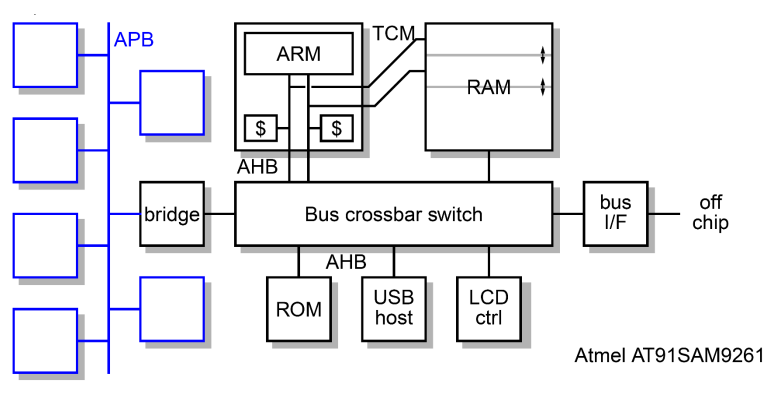 APB
ARM
TCM
RAM
$
$
AHB
bridge
Bus crossbar switch
bus
I/F
off
chip
AHB
ROM
USB
host
LCD
ctrl
Atmel AT91SAM9261